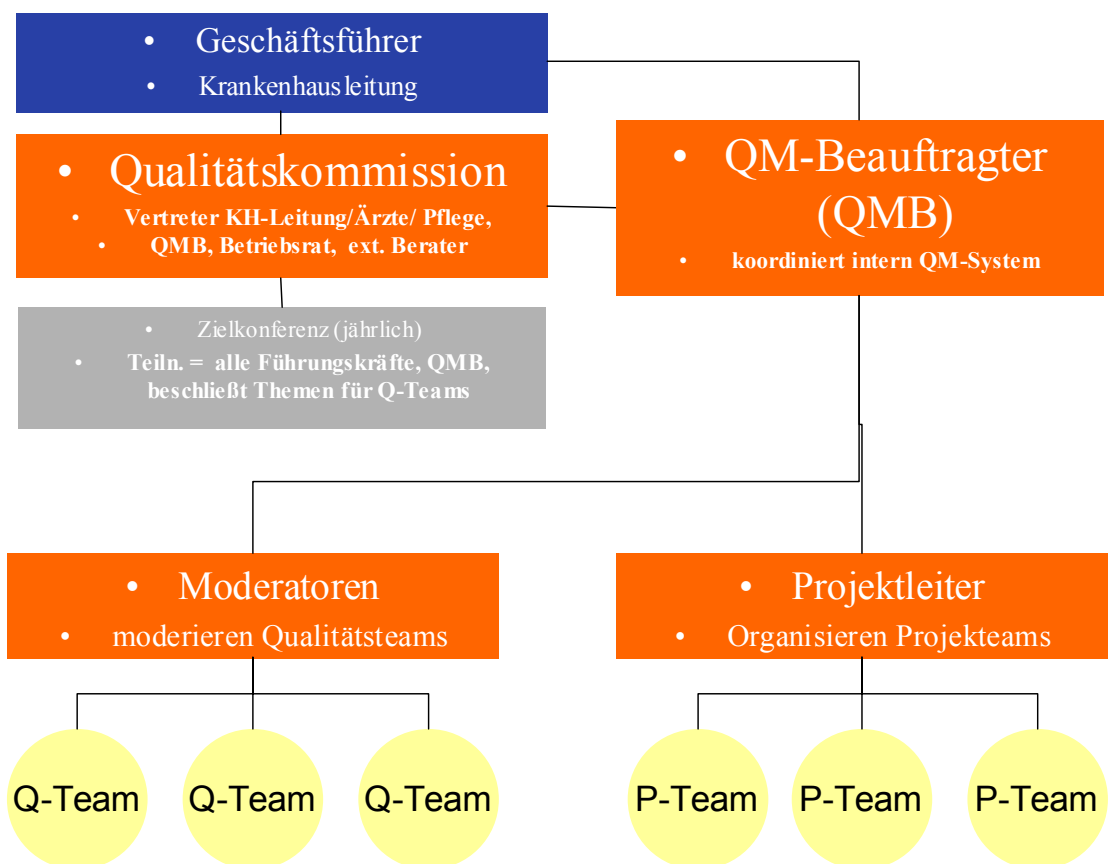 • Geschäftsführer
• Krankenhausleitung
• Qualitätskommission
• Vertreter KH-Leitung/Ärzte/ Pflege,
• QMB, Betriebsrat, ext. Berater
• QM-Beauftragter
(QMB)
• koordiniert intern QM-System
• Zielkonferenz (jährlich)
• Teiln. = alle Führungskräfte, QMB,
beschließt Themen für Q-Teams
• Moderatoren
• moderieren Qualitätsteams
• Projektleiter
• Organisieren Projekteams
Q-Team
Q-Team
Q-Team
P-Team
P-Team
P-Team